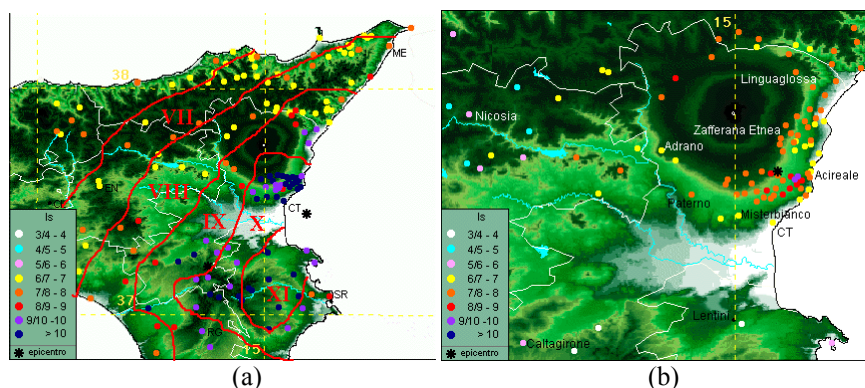 15
38
ME
VII
VIII
EN
CL
IX
X
CT
Is
3/4 - 4
4/5 - 5
5/6 - 6
6/7 - 7
7/8 - 8
8/9 - 9
9/10 -10
> 10
epicentro
37
XI
SR
RG
15
(a)
15
Linguaglossa
Nicosia
Zafferana Etnea
Adrano
Acireale
Paterno
Misterbianco
CT
Is
3/4 - 4
4/5 - 5
5/6 - 6
6/7 - 7
7/8 - 8
8/9 - 9
9/10 -10
> 10
epicentro
Lentini
Caltagirone
(b)